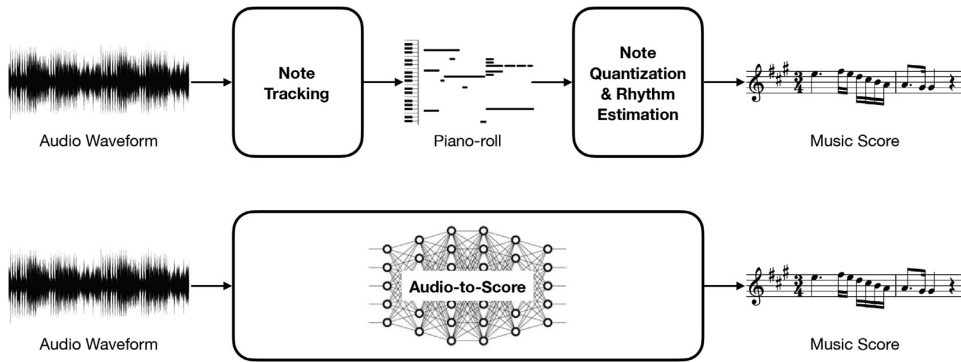 Note
Tracking
Note
Quantization
& Rhythm
Estimation
Audio Waveform
Piano-roll
Music Score
Audio-to-Score
Audio Waveform
Music Score